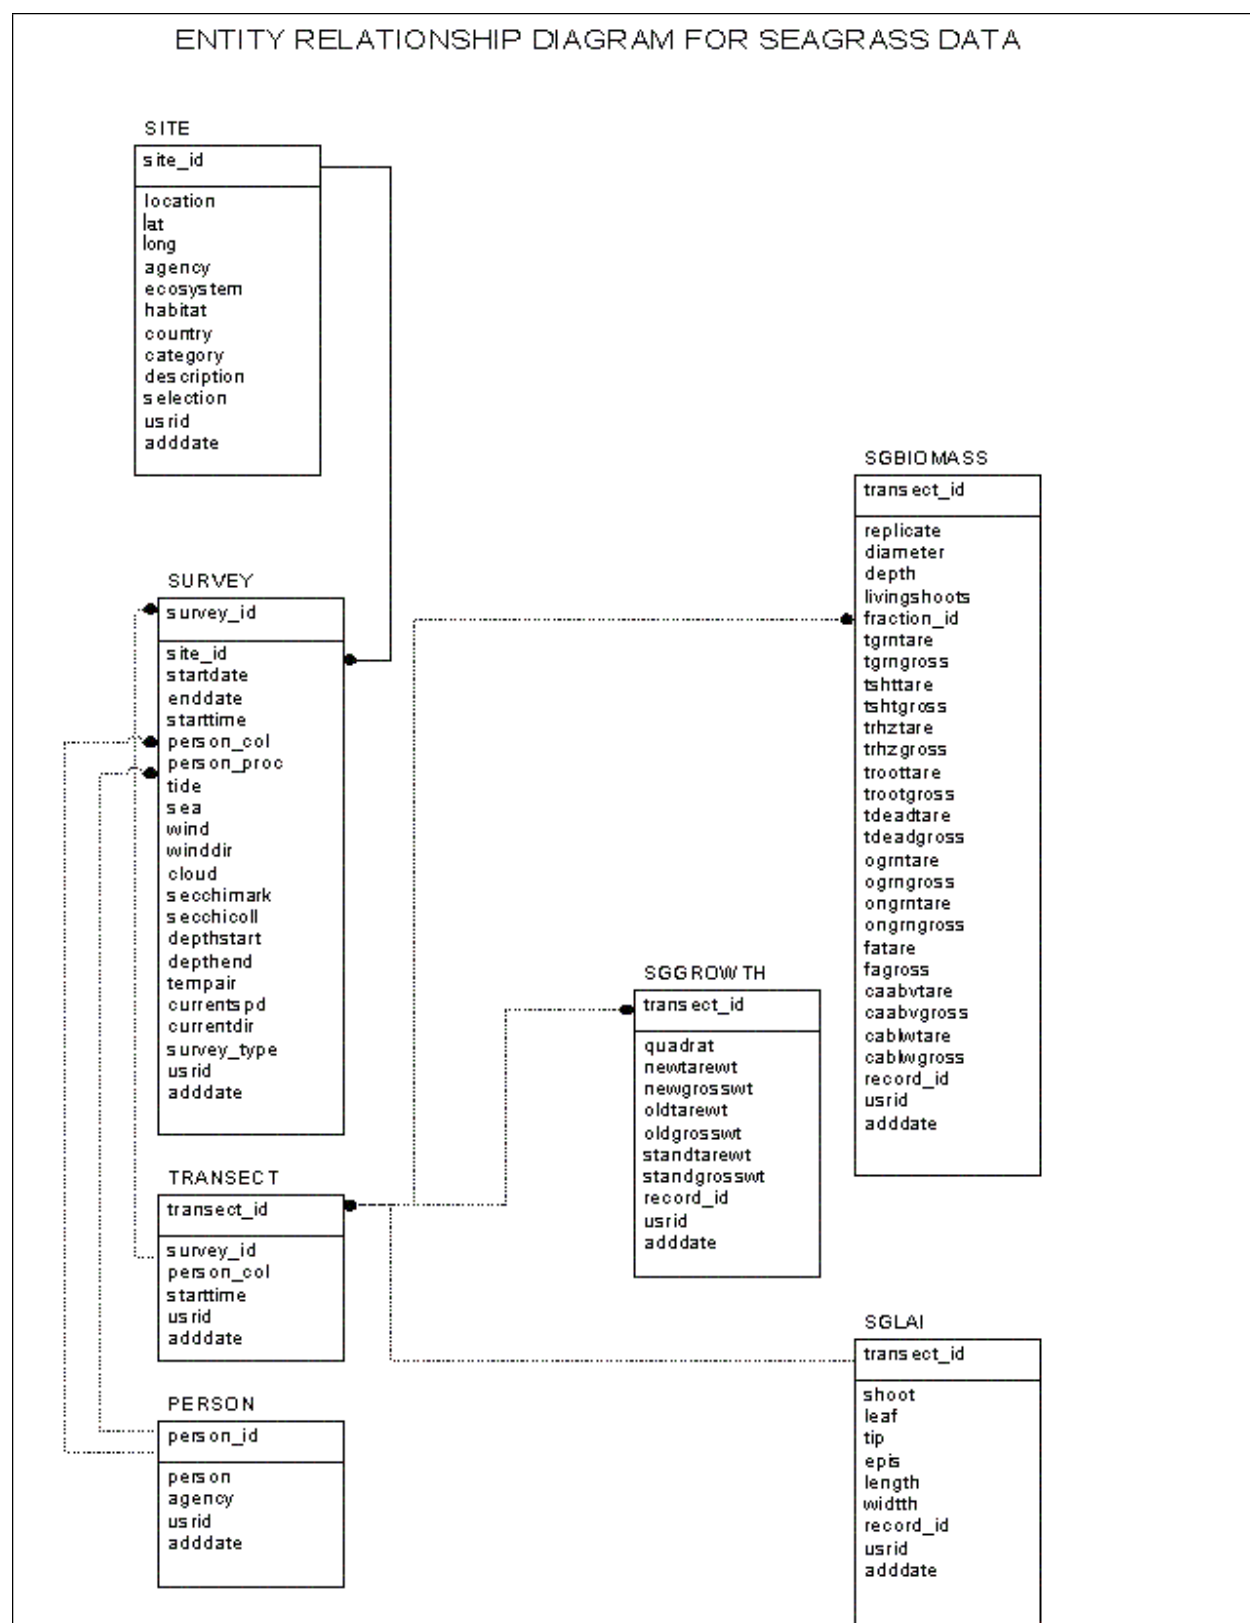 ENTITY RELATIONSHIP DIAGRAM FOR SEAGRASS DATA
SITE
site_id
location
lat
long
agency
ecosystem
habitat
country
category
description
selection
usrid
adddate
SURVEY
survey_id
site_id
startdate
enddate
starttime
person_col
person_proc
tide
sea
wind
winddir
cloud
secchimark
secchicoll
depthstart
depthend
tempair
currentspd
currentdir
survey_type
usrid
adddate
TRANSECT
transect_id
survey_id
person_col
starttime
usrid
adddate
PERSON
person_id
person
agency
usrid
adddate
SGGROWTH
transect_id
quadrat
newtarewt
newgrosswt
oldtarewt
oldgrosswt
standtarewt
standgrosswt
record_id
usrid
adddate
SGBIOMASS
transect_id
replicate
diameter
depth
livingshoots
fraction_id
tgrntare
tgrngross
tshttare
tshtgross
trhztare
trhzgross
troottare
trootgross
tdeadtare
tdeadgross
ogrntare
ogrngross
ongrntare
ongrngross
fatare
fagross
caabvtare
caabvgross
cablwtare
cablwgross
record_id
usrid
adddate
SGLAI
transect_id
shoot
leaf
tip
epis
length
widtth
record_id
usrid
adddate